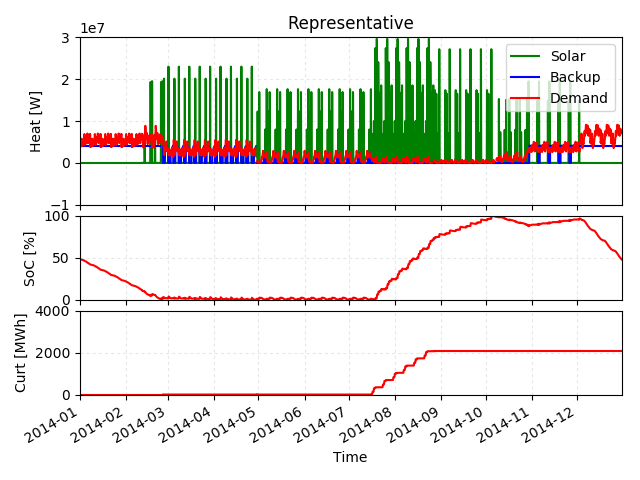 Representative
1e7
3
2
1
0
−1
Heat [W]
Solar
Backup
Demand
100
50
0
SoC [%]
4000
2000
0
Curt [MWh]
2014-01
2014-02
2014-03
2014-04
2014-05
2014-06
2014-07
2014-08
2014-09
2014-10
2014-11
2014-12
Time